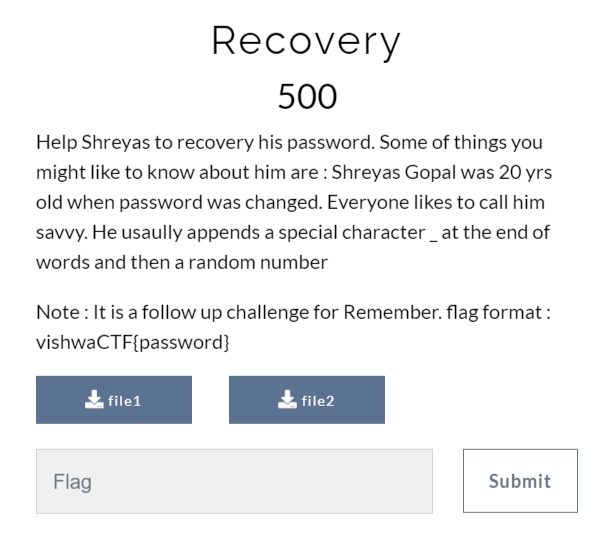 Recovery
500
Help Shreyas to recovery his password. Some of things you
might like to know about him are : Shreyas Gopal was 20 yrs
old when password was changed. Everyone likes to call him
savvy. He usaully appends a special character _ at the end of
words and then a random number
Note : It is a follow up challenge for Remember. flag format :
vishwaCTF{password}
file1 file2
Flag Submit